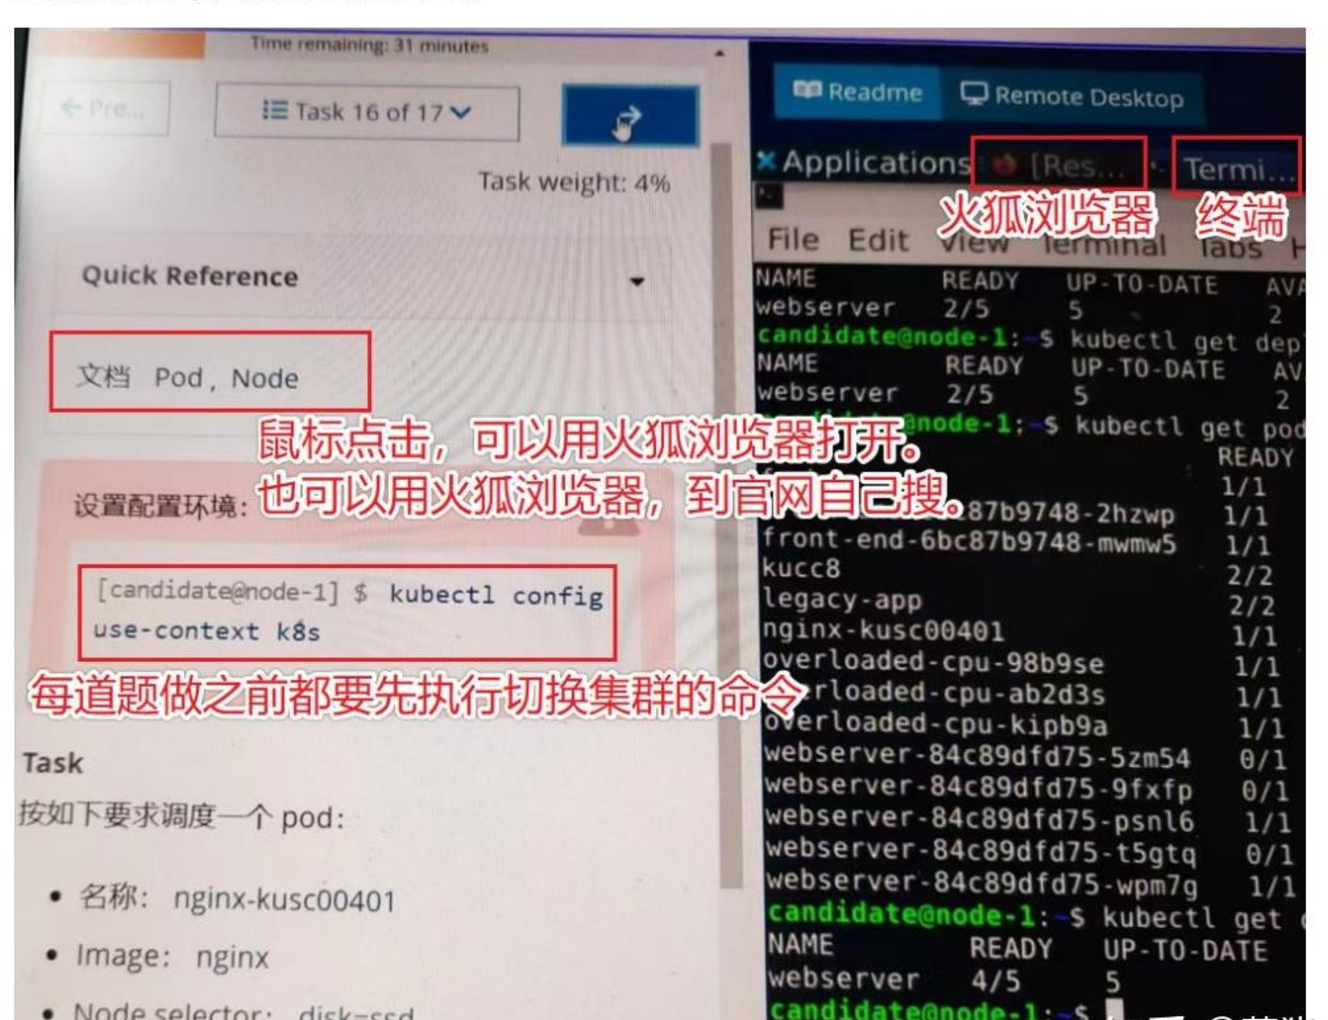 Time remaining: 31 minutes
Pre...
Task 16 of 17
Task weight: 4%
Quick Reference
文档 Pod, Node
鼠标点击，可以用火狐浏览器打开。
也可以用火狐浏览器，到官网自己搜。
设置配置环境:
[candidate@node-1] $ kubectl config
use-context k8s
每道题做之前都要先执行切换集群的命令
Task
按如下要求调度一个 pod:
• 名称: nginx-kusc00401
• Image: nginx
• Node selector: disk=ssd
Readme
Remote Desktop
Applications
[Res...
Termi...
火狐浏览器
终端
File Edit View Terminal Tabs H
NAME READY UP-TO-DATE AVA
webserver 2/5 5 2
candidate@node-1:~$ kubectl get dep
NAME READY UP-TO-DATE AV
webserver 2/5 5 2
node-1:~$ kubectl get pod
READY
1/1
87b9748-2hzwp 1/1
front-end-6bc87b9748-mwmw5 1/1
kucc8 2/2
legacy-app 2/2
nginx-kusc00401 1/1
overloaded-cpu-98b9se 1/1
rloaded-cpu-ab2d3s 1/1
overloaded-cpu-kipb9a 1/1
webserver-84c89dfd75-5zm54 0/1
webserver-84c89dfd75-9fxfp 0/1
webserver-84c89dfd75-psnl6 1/1
webserver-84c89dfd75-t5gtq 0/1
webserver-84c89dfd75-wpm7g 1/1
candidate@node-1:~$ kubectl get
NAME READY UP-TO-DATE
webserver 4/5 5
candidate@node-1:~$